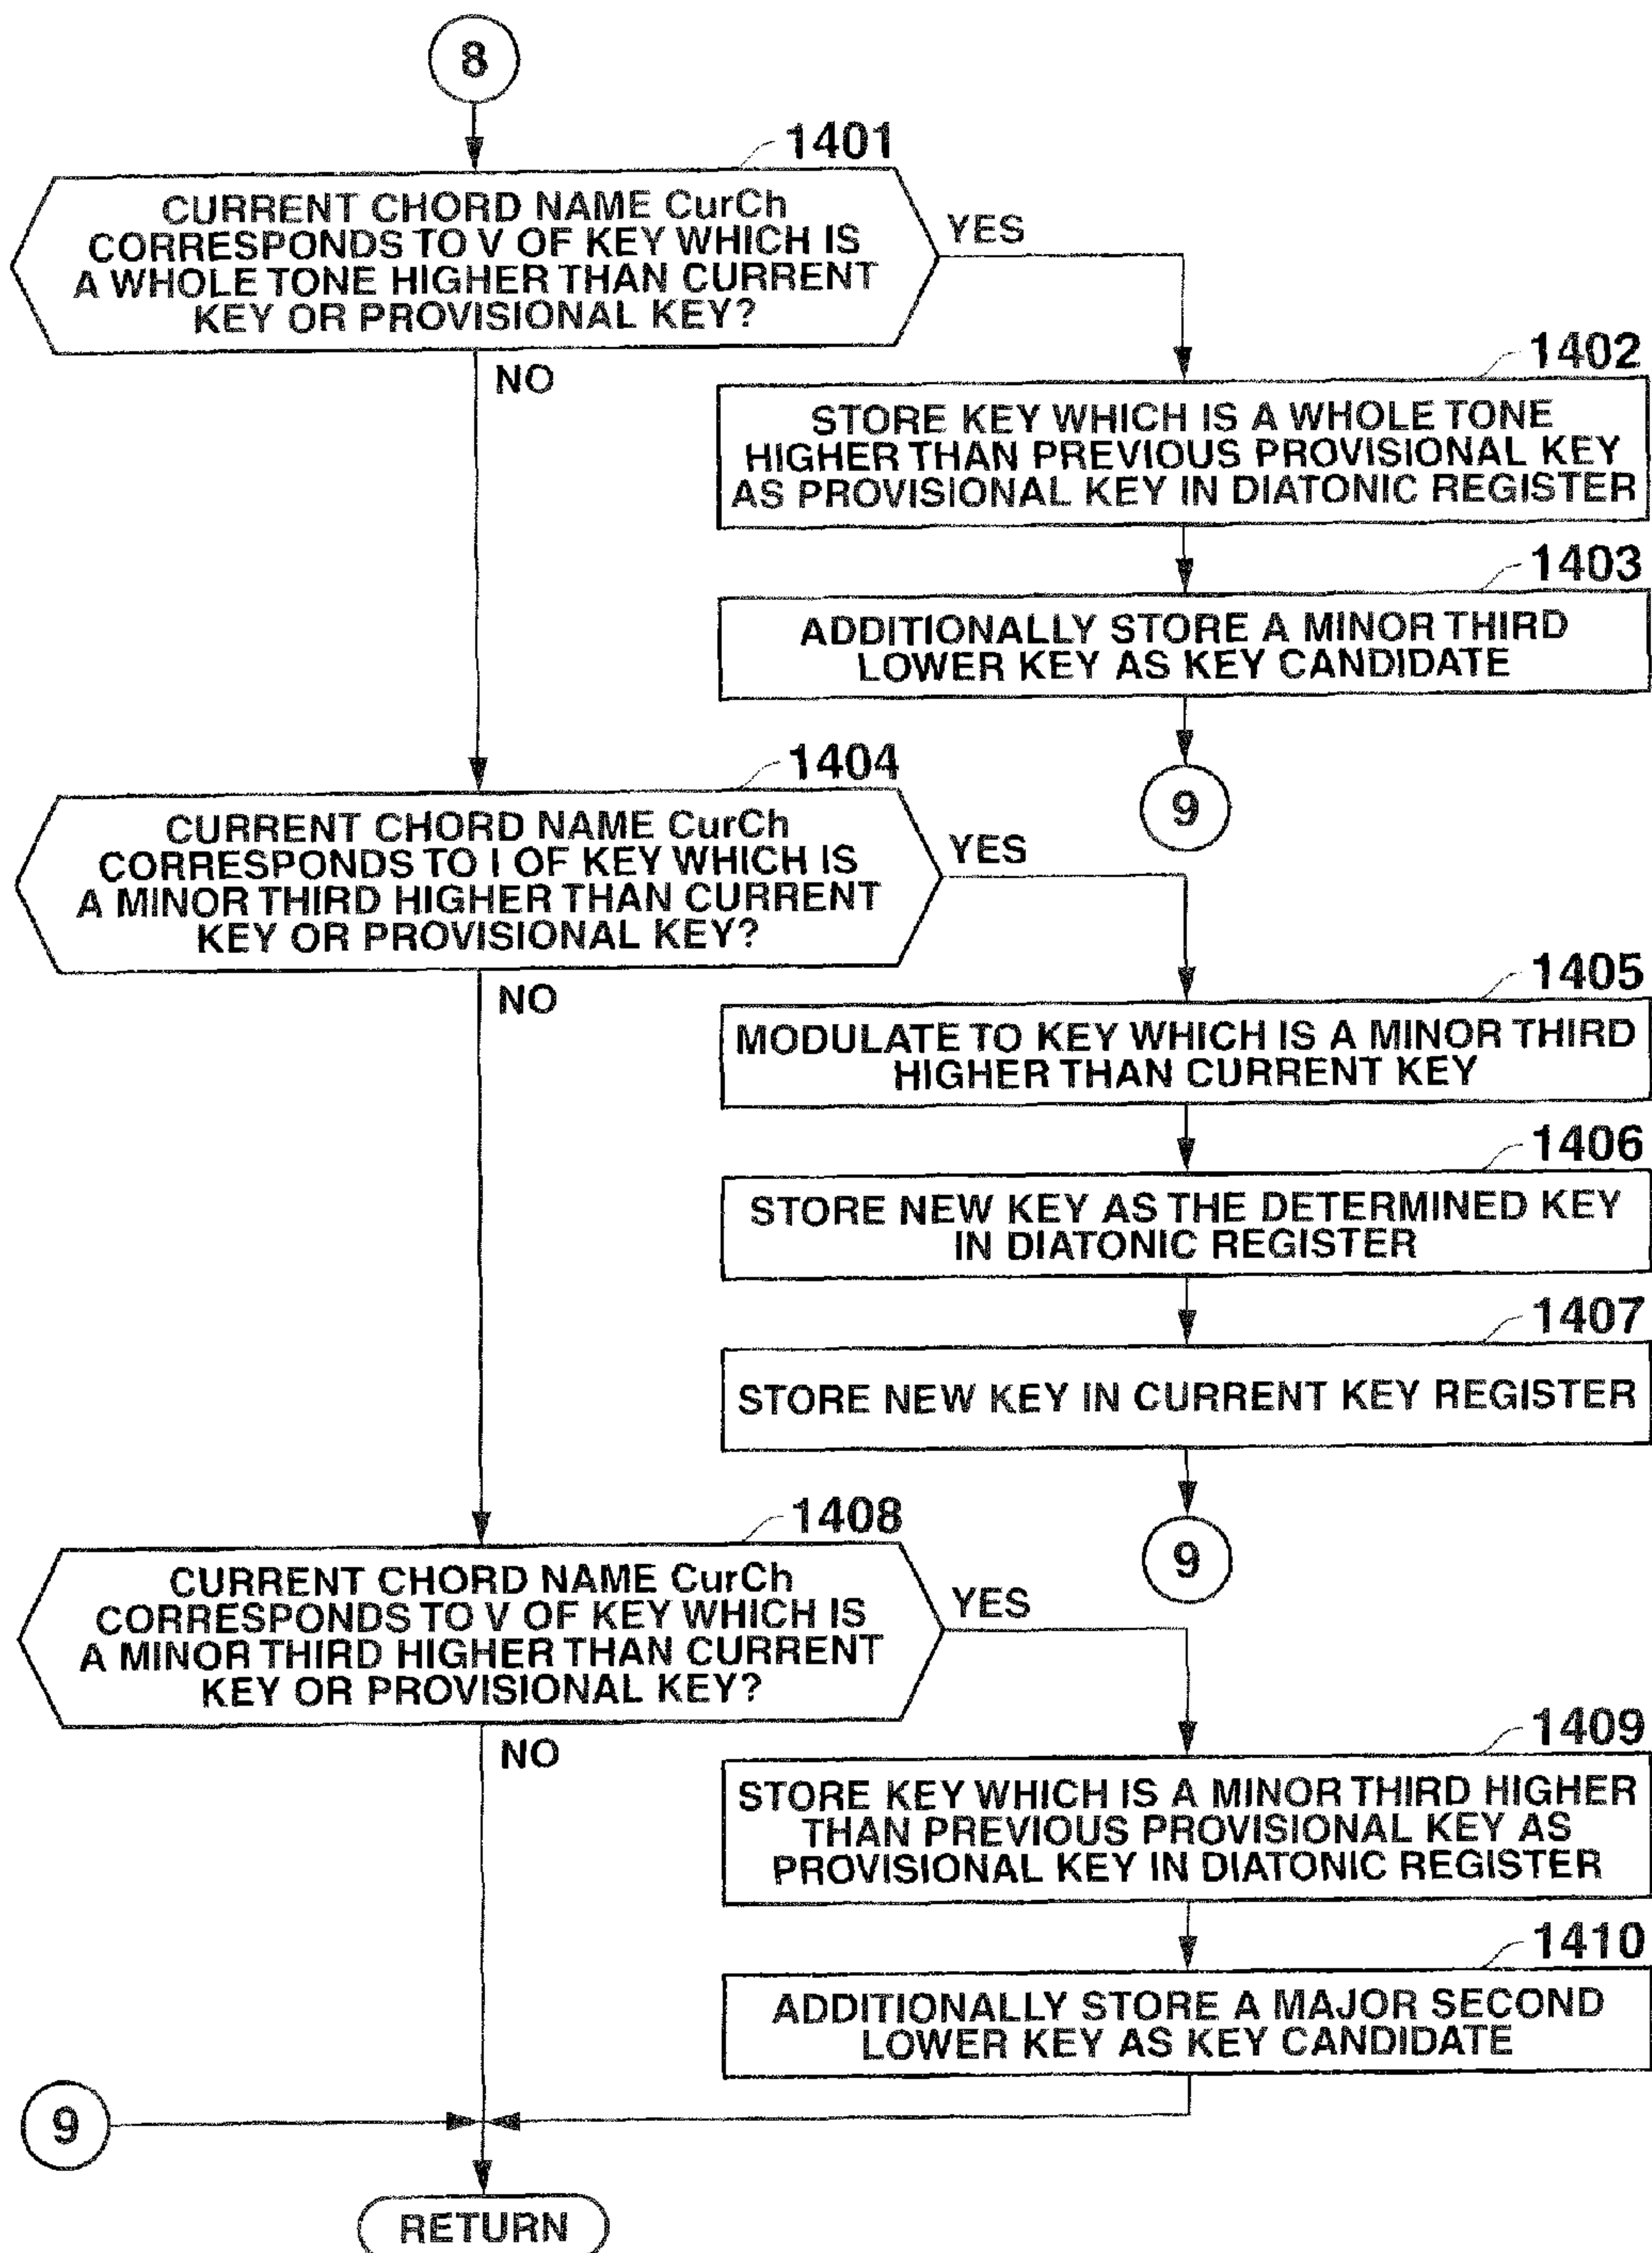 8
1401
CURRENT CHORD NAME CurCh
CORRESPONDS TO V OF KEY WHICH IS
A WHOLE TONE HIGHER THAN CURRENT
KEY OR PROVISIONAL KEY?
YES
NO
1402
STORE KEY WHICH IS A WHOLE TONE
HIGHER THAN PREVIOUS PROVISIONAL KEY
AS PROVISIONAL KEY IN DIATONIC REGISTER
1403
ADDITIONALLY STORE A MINOR THIRD
LOWER KEY AS KEY CANDIDATE
9
1404
CURRENT CHORD NAME CurCh
CORRESPONDS TO I OF KEY WHICH IS
A MINOR THIRD HIGHER THAN CURRENT
KEY OR PROVISIONAL KEY?
YES
NO
1405
MODULATE TO KEY WHICH IS A MINOR THIRD
HIGHER THAN CURRENT KEY
1406
STORE NEW KEY AS THE DETERMINED KEY
IN DIATONIC REGISTER
1407
STORE NEW KEY IN CURRENT KEY REGISTER
9
1408
CURRENT CHORD NAME CurCh
CORRESPONDS TO V OF KEY WHICH IS
A MINOR THIRD HIGHER THAN CURRENT
KEY OR PROVISIONAL KEY?
YES
NO
1409
STORE KEY WHICH IS A MINOR THIRD HIGHER
THAN PREVIOUS PROVISIONAL KEY AS
PROVISIONAL KEY IN DIATONIC REGISTER
1410
ADDITIONALLY STORE A MAJOR SECOND
LOWER KEY AS KEY CANDIDATE
9
RETURN